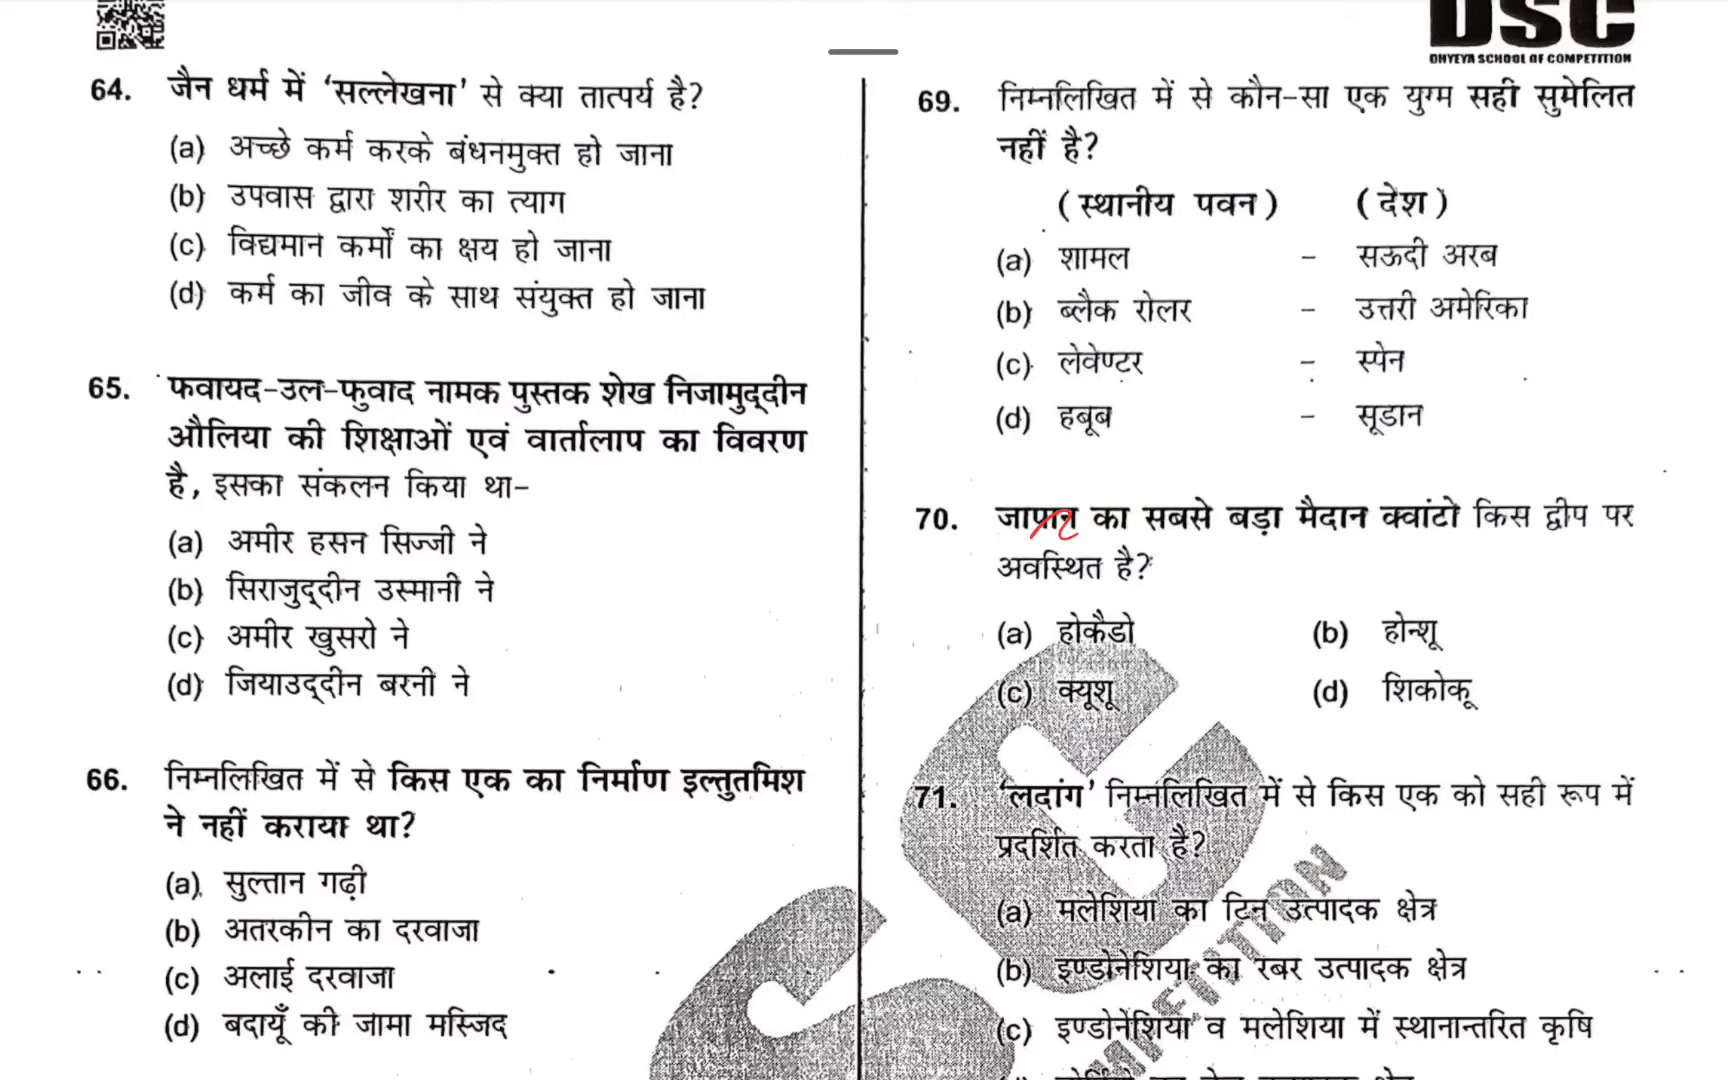 DSC
DHYEYA SCHOOL OF COMPETITION
64. जैन धर्म में ‘सल्लेखना’ से क्या तात्पर्य है?
(a) अच्छे कर्म करके बंधनमुक्त हो जाना
(b) उपवास द्वारा शरीर का त्याग
(c) विद्यमान कर्मों का क्षय हो जाना
(d) कर्म का जीव के साथ संयुक्त हो जाना
65. फवायद-उल-फुवाद नामक पुस्तक शेख निजामुद्दीन
औलिया की शिक्षाओं एवं वार्तालाप का विवरण
है, इसका संकलन किया था-
(a) अमीर हसन सिज्जी ने
(b) सिराजुद्दीन उस्मानी ने
(c) अमीर खुसरो ने
(d) जियाउद्दीन बरनी ने
66. निम्नलिखित में से किस एक का निर्माण इल्तुतमिश
ने नहीं कराया था?
(a) सुल्तान गढ़ी
(b) अतरकीन का दरवाजा
(c) अलाई दरवाजा
(d) बदायूँ की जामा मस्जिद
69. निम्नलिखित में से कौन-सा एक युग्म सही सुमेलित
नहीं है?
(स्थानीय पवन) (देश)
(a) शामल - सऊदी अरब
(b) ब्लैक रोलर - उत्तरी अमेरिका
(c) लेवेण्टर - स्पेन
(d) हबूब - सूडान
70. जापान का सबसे बड़ा मैदान क्वांटो किस द्वीप पर
अवस्थित है?
(a) होकैडो (b) होन्शू
(c) क्यूशू (d) शिकोकू
71. ‘लदांग’ निम्नलिखित में से किस एक को सही रूप में
प्रदर्शित करता है?
(a) मलेशिया का टिन उत्पादक क्षेत्र
(b) इण्डोनेशिया का रबर उत्पादक क्षेत्र
(c) इण्डोनेशिया व मलेशिया में स्थानान्तरित कृषि